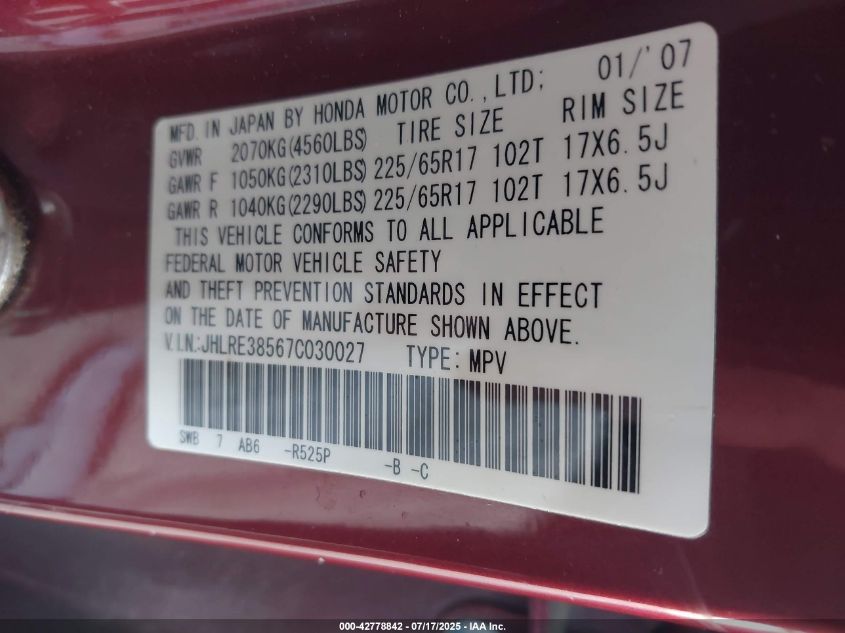 MFD. IN JAPAN BY HONDA MOTOR CO., LTD; 01/'07
GVWR 2070KG(4560LBS) TIRE SIZE RIM SIZE
GAWR F 1050KG(2310LBS) 225/65R17 102T 17X6.5J
GAWR R 1040KG(2290LBS) 225/65R17 102T 17X6.5J
THIS VEHICLE CONFORMS TO ALL APPLICABLE
FEDERAL MOTOR VEHICLE SAFETY
AND THEFT PREVENTION STANDARDS IN EFFECT
ON THE DATE OF MANUFACTURE SHOWN ABOVE.
V.I.N.:JHLRE38567C030027 TYPE: MPV
SWB 7 AB6 -R525P -B -C
000-42778842 - 07/17/2025 - IAA Inc.